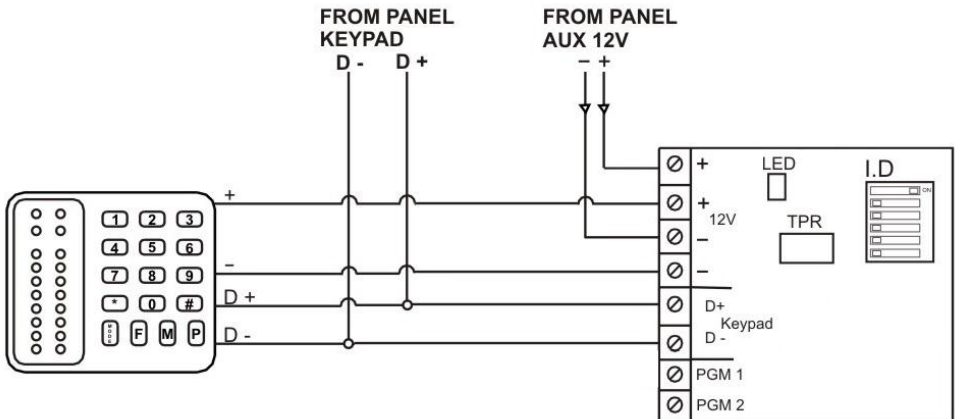 FROM PANEL
KEYPAD
D - D +
FROM PANEL
AUX 12V
- +
+
-
D +
D -
1 2 3
4 5 6
7 8 9
* 0 #
F M P
+
+
12V
-
-
D+
Keypad
D -
PGM 1
PGM 2
LED
TPR
I.D
ON